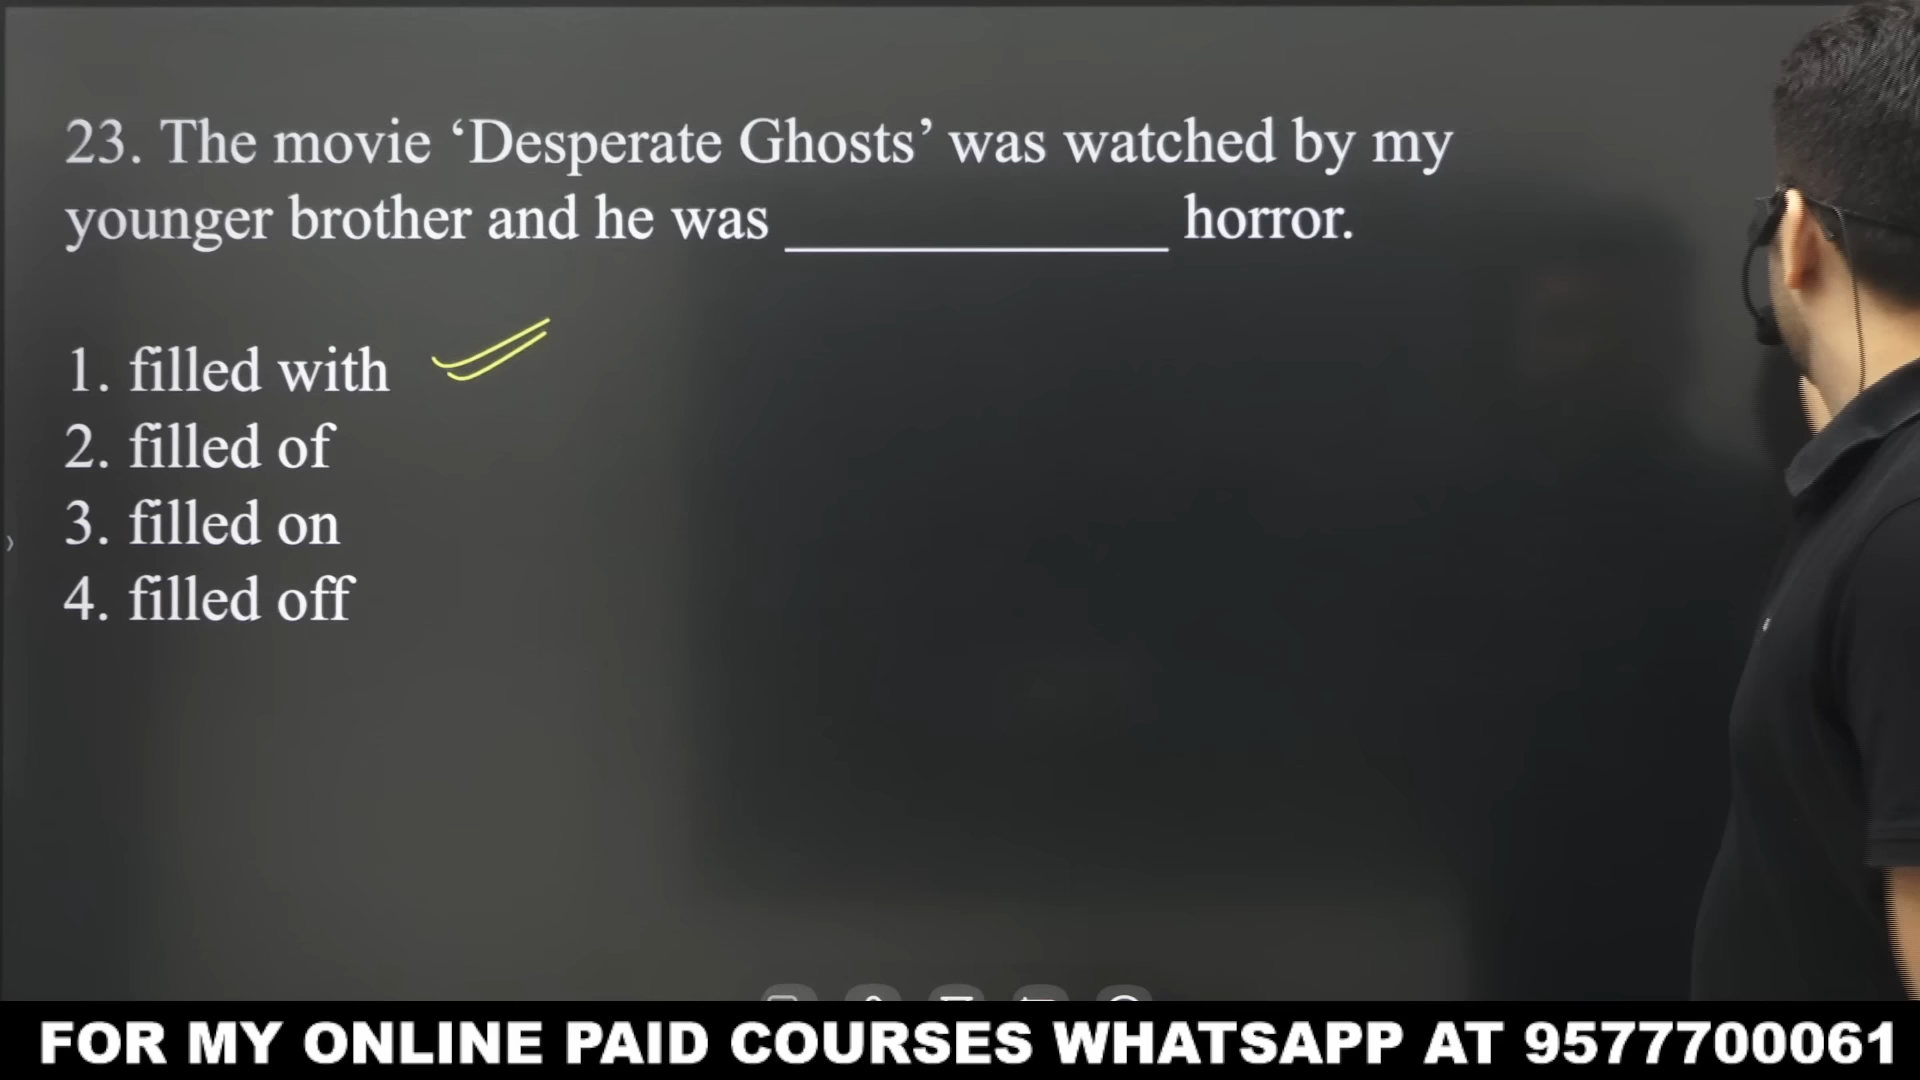 23. The movie ‘Desperate Ghosts’ was watched by my
younger brother and he was ____________ horror.
1. filled with
2. filled of
3. filled on
4. filled off
FOR MY ONLINE PAID COURSES WHATSAPP AT 9577700061